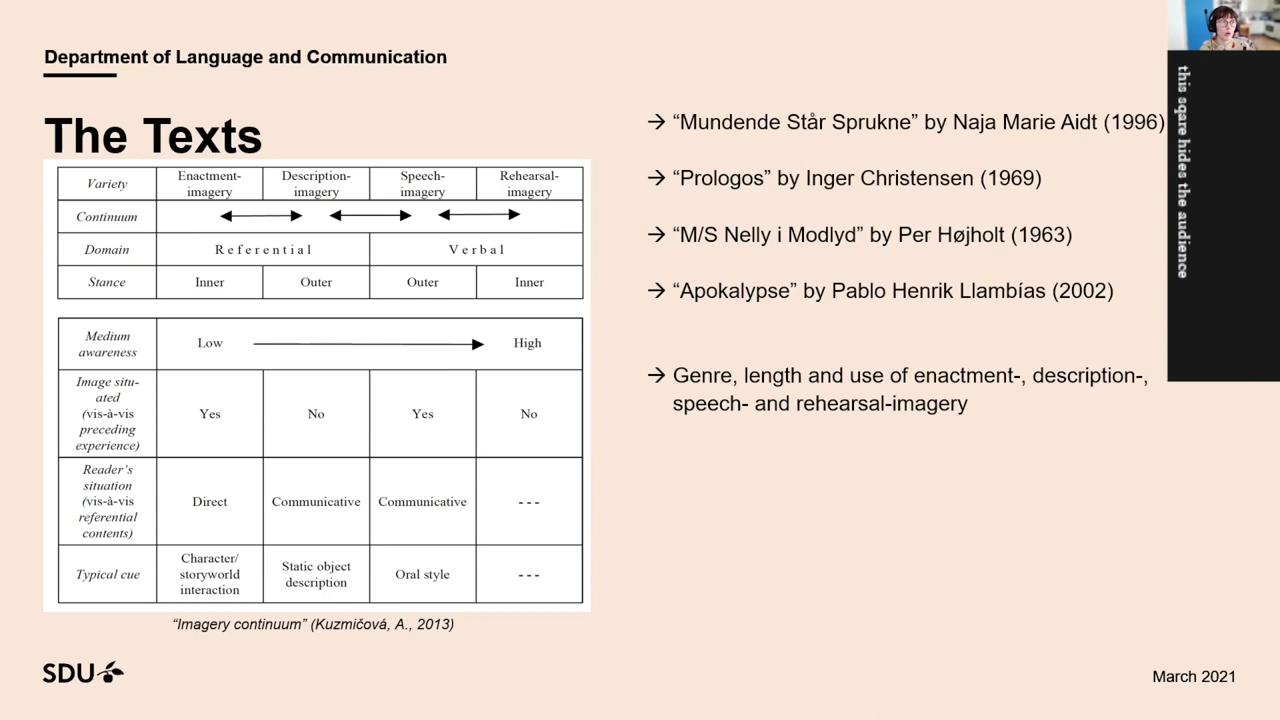 Department of Language and Communication
The Texts
Variety
Enactment-
imagery
Description-
imagery
Speech-
imagery
Rehearsal-
imagery
Continuum
Domain
Referential
Verbal
Stance
Inner
Outer
Outer
Inner
Medium
awareness
Low
High
Image situ-
ated
(vis-à-vis
preceding
experience)
Yes
No
Yes
No
Reader's
situation
(vis-à-vis
referential
contents)
Direct
Communicative
Communicative
---
Typical cue
Character/
storyworld
interaction
Static object
description
Oral style
---
“Imagery continuum” (Kuzmičová, A., 2013)
→ “Mundende Står Sprukne” by Naja Marie Aidt (1996)
→ “Prologos” by Inger Christensen (1969)
→ “M/S Nelly i Modlyd” by Per Højholt (1963)
→ “Apokalypse” by Pablo Henrik Llambías (2002)
→ Genre, length and use of enactment-, description-,
speech- and rehearsal-imagery
this sqare hides the audience
SDU
March 2021